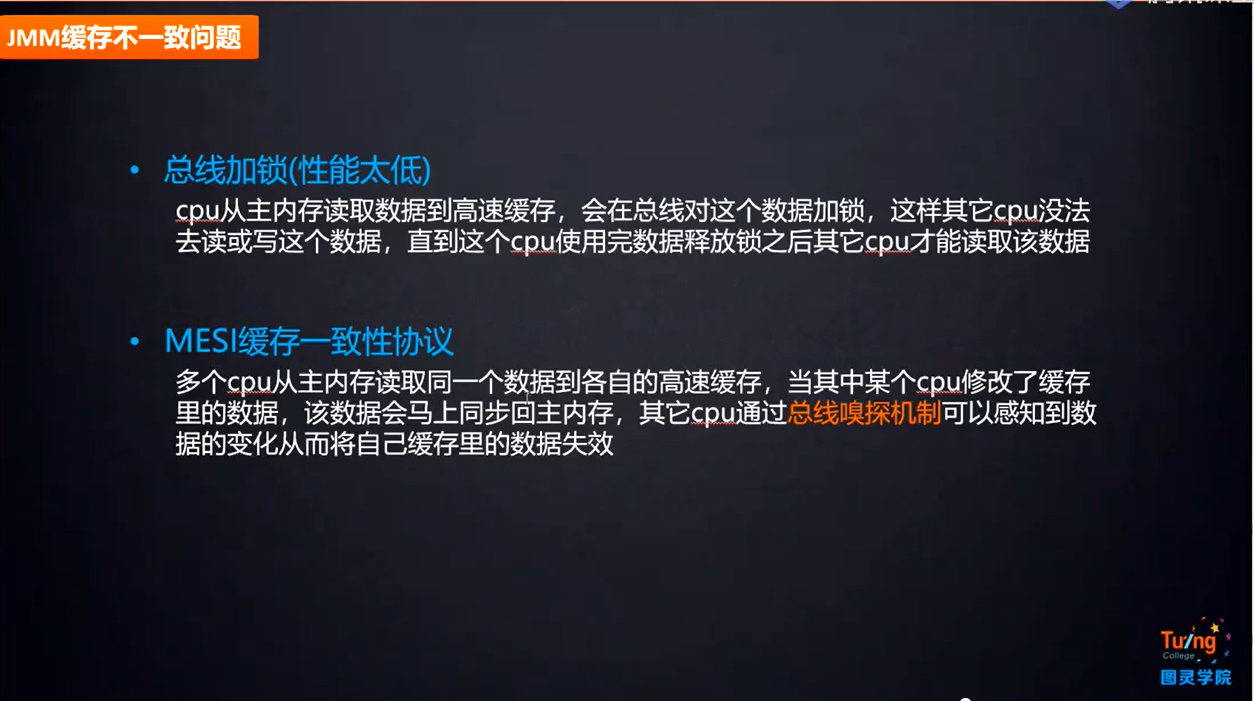 JMM缓存不一致问题
• 总线加锁(性能太低)
cpu从主内存读取数据到高速缓存，会在总线对这个数据加锁，这样其它cpu没法
去读或写这个数据，直到这个cpu使用完数据释放锁之后其它cpu才能读取该数据
• MESI缓存一致性协议
多个cpu从主内存读取同一个数据到各自的高速缓存，当其中某个cpu修改了缓存
里的数据，该数据会马上同步回主内存，其它cpu通过总线嗅探机制可以感知到数
据的变化从而将自己缓存里的数据失效
Tuing
College
图灵学院